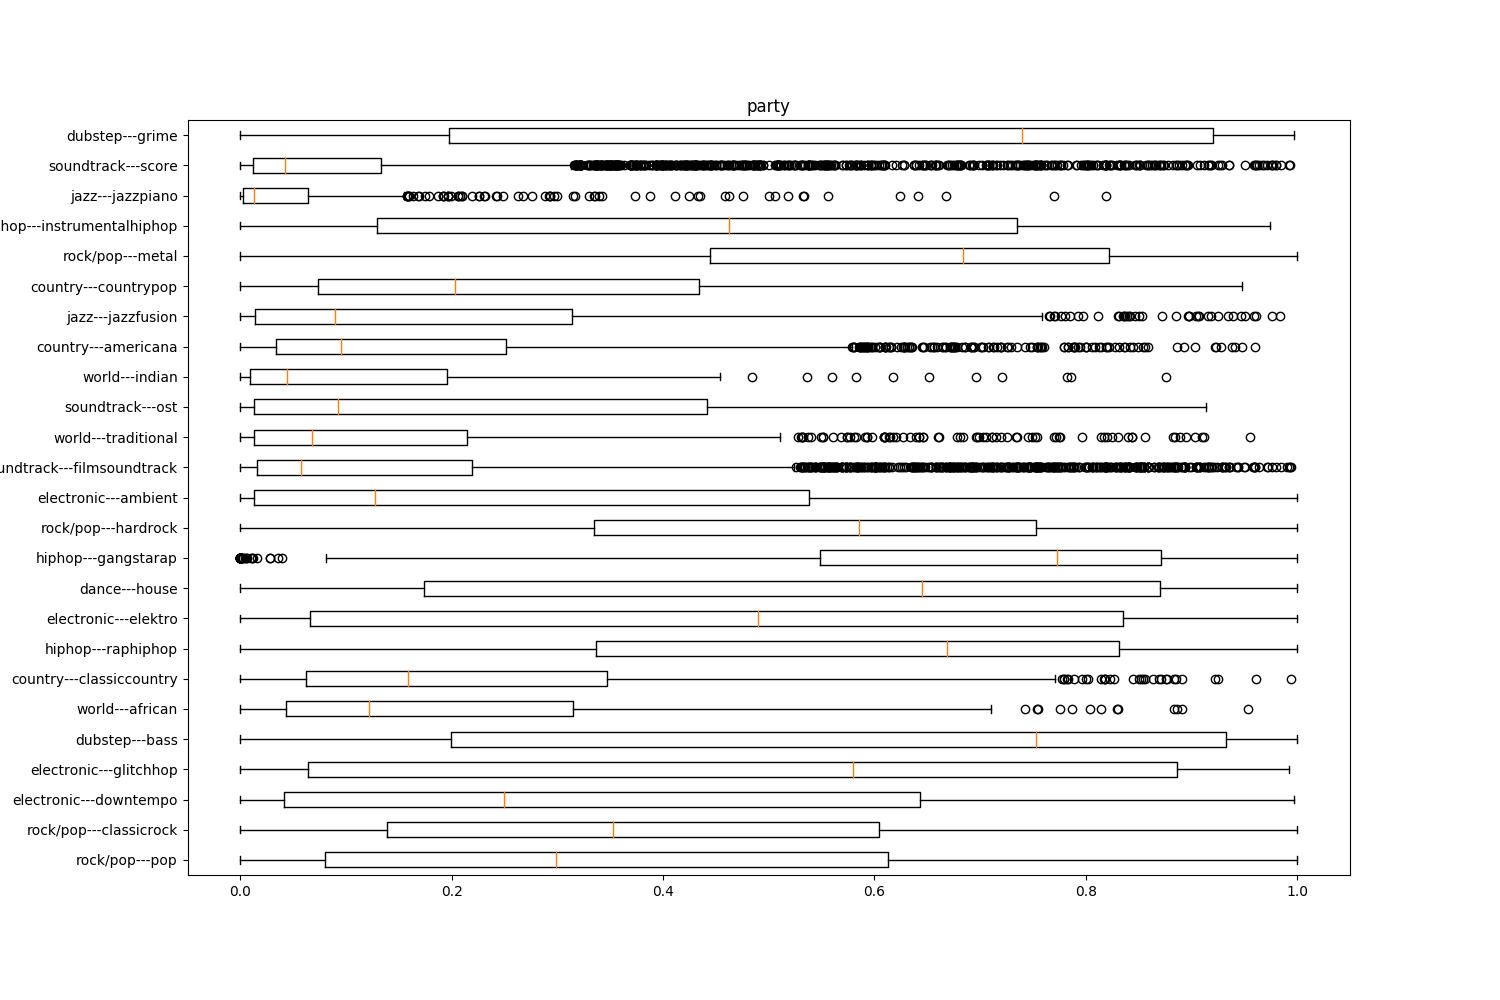 party
dubstep---grime
soundtrack---score
jazz---jazzpiano
hop---instrumentalhiphop
rock/pop---metal
country---countrypop
jazz---jazzfusion
country---americana
world---indian
soundtrack---ost
world---traditional
undtrack---filmsoundtrack
electronic---ambient
rock/pop---hardrock
hiphop---gangstarap
dance---house
electronic---elektro
hiphop---raphiphop
country---classiccountry
world---african
dubstep---bass
electronic---glitchhop
electronic---downtempo
rock/pop---classicrock
rock/pop---pop
0.0 0.2 0.4 0.6 0.8 1.0